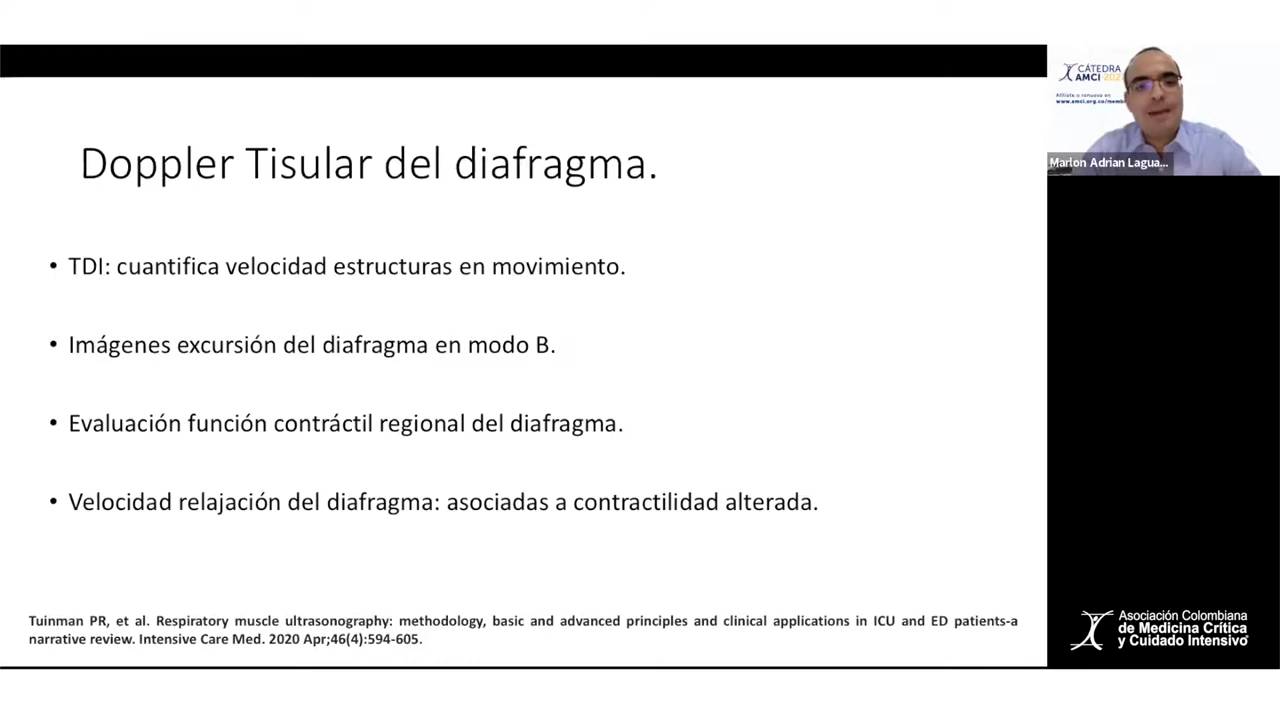 Doppler Tisular del diafragma.
• TDI: cuantifica velocidad estructuras en movimiento.
• Imágenes excursión del diafragma en modo B.
• Evaluación función contráctil regional del diafragma.
• Velocidad relajación del diafragma: asociadas a contractilidad alterada.
Tuinman PR, et al. Respiratory muscle ultrasonography: methodology, basic and advanced principles and clinical applications in ICU and ED patients-a
narrative review. Intensive Care Med. 2020 Apr;46(4):594-605.
CÁTEDRA
AMCI 202
Afíliate o renueva en
www.amci.org.co/memb
Marlon Adrian Lagua...
Asociación Colombiana
de Medicina Crítica
y Cuidado Intensivo